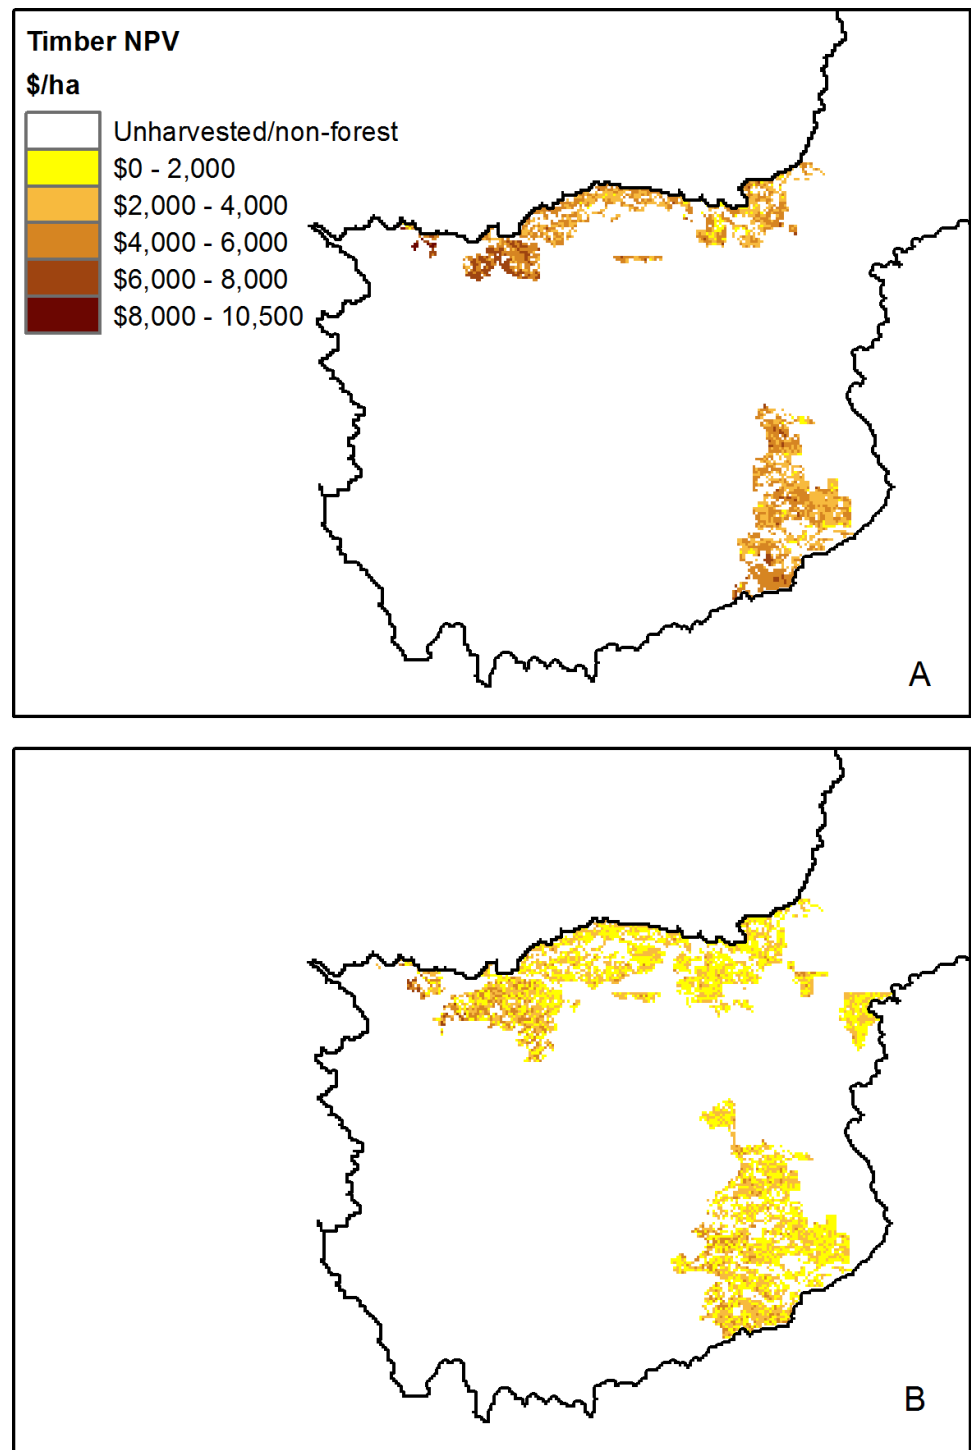 Timber NPV
$/ha
Unharvested/non-forest
$0 - 2,000
$2,000 - 4,000
$4,000 - 6,000
$6,000 - 8,000
$8,000 - 10,500
A
B